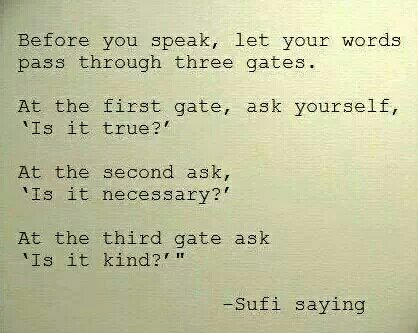 Before you speak, let your words
pass through three gates.
At the first gate, ask yourself,
‘Is it true?’
At the second ask,
‘Is it necessary?’
At the third gate ask
‘Is it kind?’"
-Sufi saying